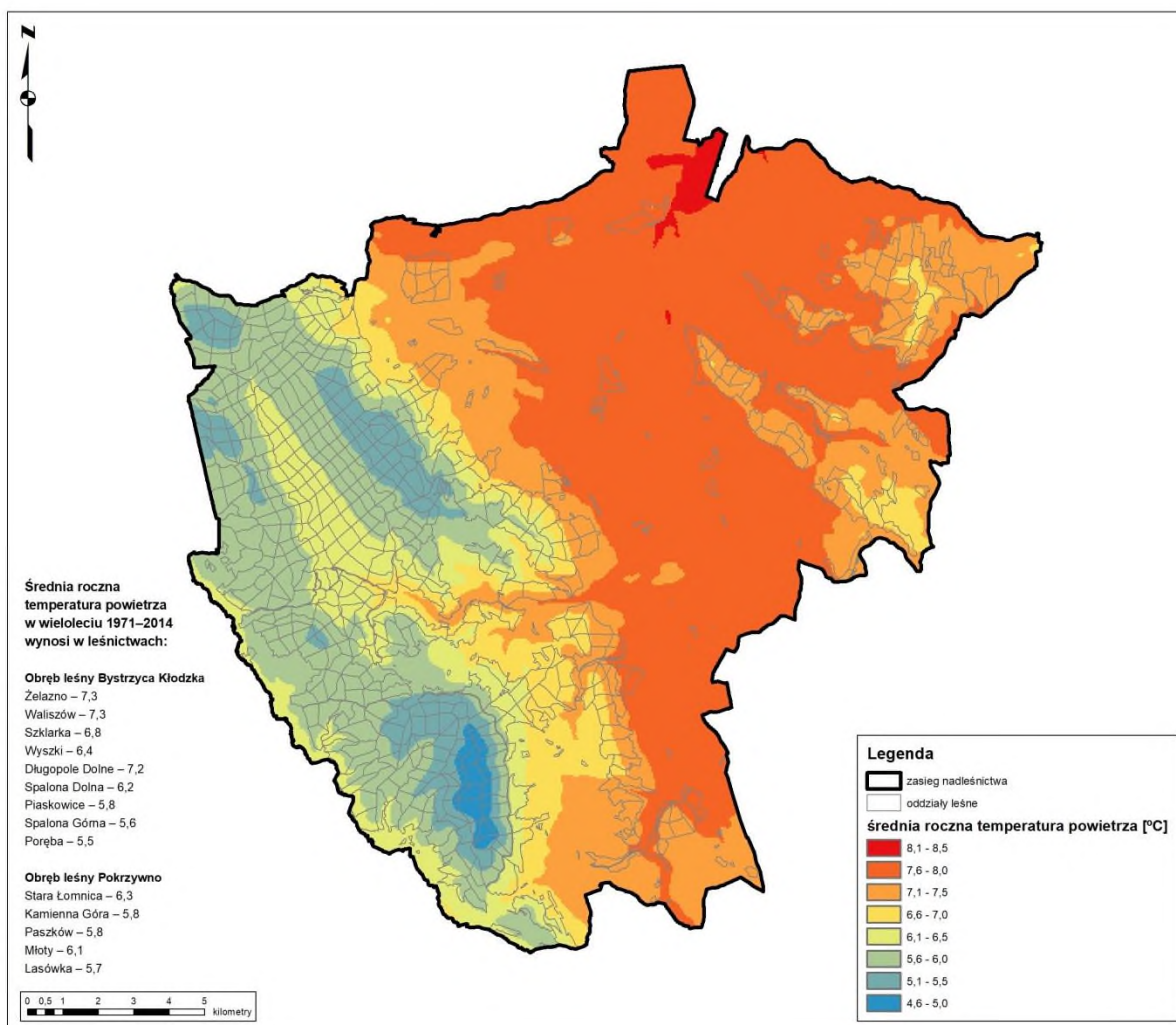 N
Średnia roczna
temperatura powietrza
w wieloleciu 1971–2014
wynosi w leśnictwach:
Obręb leśny Bystrzyca Kłodzka
Żelazno – 7,3
Waliszów – 7,3
Szklarka – 6,8
Wyszki – 6,4
Długopole Dolne – 7,2
Spalona Dolna – 6,2
Piaskowice – 5,8
Spalona Górna – 5,6
Poręba – 5,5
Obręb leśny Pokrzywno
Stara Łomnica – 6,3
Kamienna Góra – 5,8
Paszków – 5,8
Młoty – 6,1
Lasówka – 5,7
0 0,5 1 2 3 4 5
kilometry
Legenda
zasięg nadleśnictwa
oddziały leśne
średnia roczna temperatura powietrza [ºC]
8,1 - 8,5
7,6 - 8,0
7,1 - 7,5
6,6 - 7,0
6,1 - 6,5
5,6 - 6,0
5,1 - 5,5
4,6 - 5,0